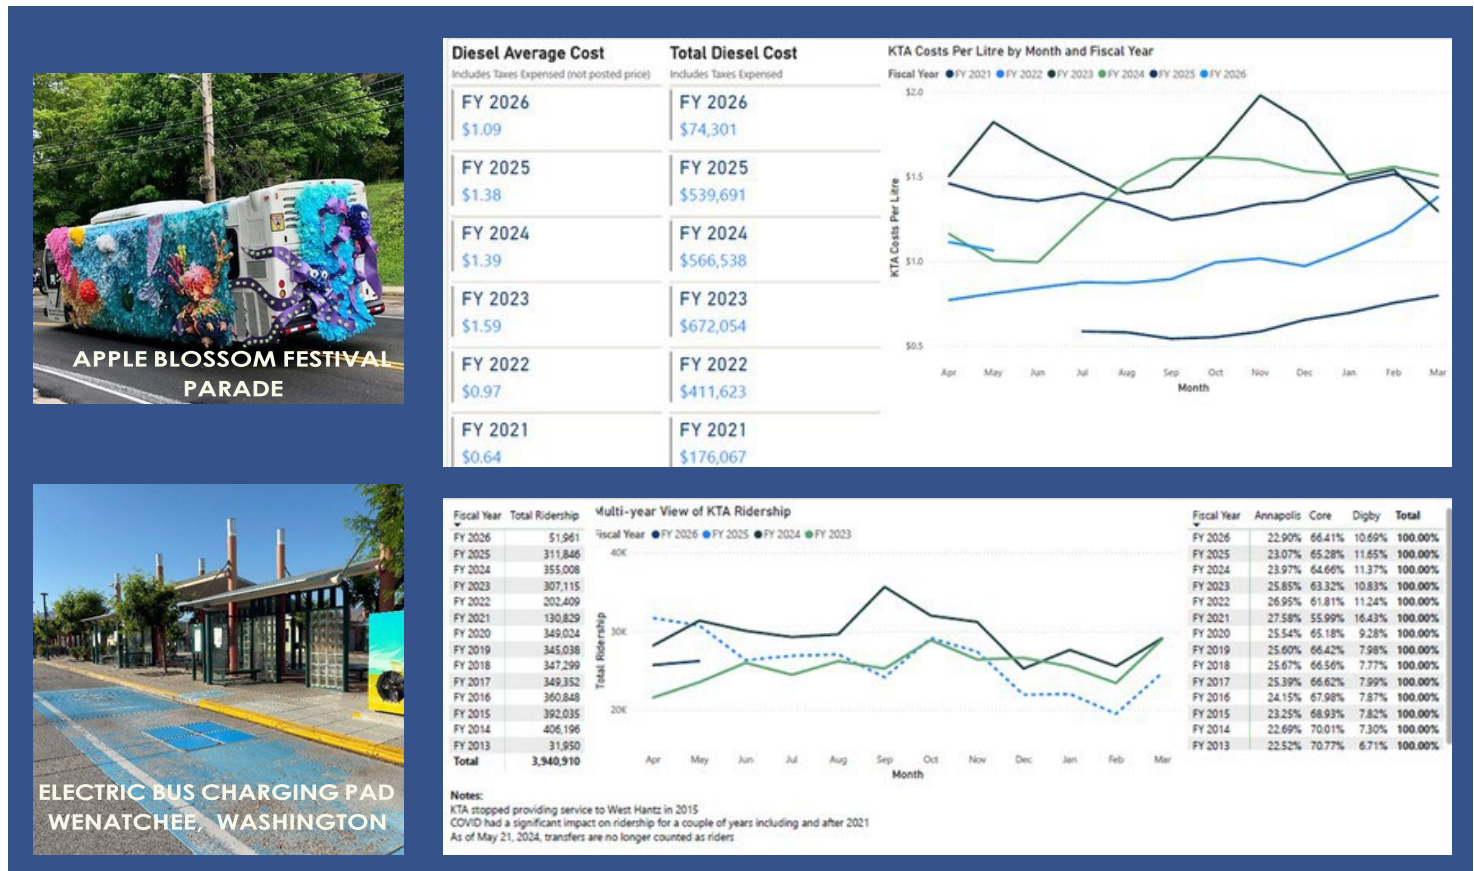 APPLE BLOSSOM FESTIVAL
PARADE
Diesel Average Cost
Includes Taxes Expensed (not posted price)
FY 2026
$1.09
FY 2025
$1.38
FY 2024
$1.39
FY 2023
$1.59
FY 2022
$0.97
FY 2021
$0.64
Total Diesel Cost
Includes Taxes Expensed
FY 2026
$74,301
FY 2025
$539,691
FY 2024
$566,538
FY 2023
$672,054
FY 2022
$411,623
FY 2021
$176,067
KTA Costs Per Litre by Month and Fiscal Year
Fiscal Year FY 2021 FY 2022 FY 2023 FY 2024 FY 2025 FY 2026
KTA Costs Per Litre
$2.0
$1.5
$1.0
$0.5
Apr May Jun Jul Aug Sep Oct Nov Dec Jan Feb Mar
Month
ELECTRIC BUS CHARGING PAD
WENATCHEE, WASHINGTON
Fiscal Year Total Ridership
FY 2026 51,961
FY 2025 311,846
FY 2024 355,008
FY 2023 307,115
FY 2022 202,409
FY 2021 130,829
FY 2020 349,024
FY 2019 345,038
FY 2018 347,299
FY 2017 349,352
FY 2016 360,848
FY 2015 392,035
FY 2014 406,196
FY 2013 31,950
Total 3,940,910
Multi-year View of KTA Ridership
Fiscal Year FY 2026 FY 2025 FY 2024 FY 2023
Total Ridership
40K
30K
20K
Apr May Jun Jul Aug Sep Oct Nov Dec Jan Feb Mar
Month
Fiscal Year Annapolis Core Digby Total
FY 2026 22.90% 66.41% 10.69% 100.00%
FY 2025 23.07% 65.28% 11.65% 100.00%
FY 2024 23.97% 64.66% 11.37% 100.00%
FY 2023 25.85% 63.32% 10.83% 100.00%
FY 2022 26.95% 61.81% 11.24% 100.00%
FY 2021 27.58% 55.99% 16.43% 100.00%
FY 2020 25.54% 65.18% 9.28% 100.00%
FY 2019 25.60% 66.42% 7.98% 100.00%
FY 2018 25.67% 66.56% 7.77% 100.00%
FY 2017 25.39% 66.62% 7.99% 100.00%
FY 2016 24.15% 67.98% 7.87% 100.00%
FY 2015 23.25% 68.93% 7.82% 100.00%
FY 2014 22.69% 70.01% 7.30% 100.00%
FY 2013 22.52% 70.77% 6.71% 100.00%
Notes:
KTA stopped providing service to West Hantz in 2015
COVID had a significant impact on ridership for a couple of years including and after 2021
As of May 21, 2024, transfers are no longer counted as riders